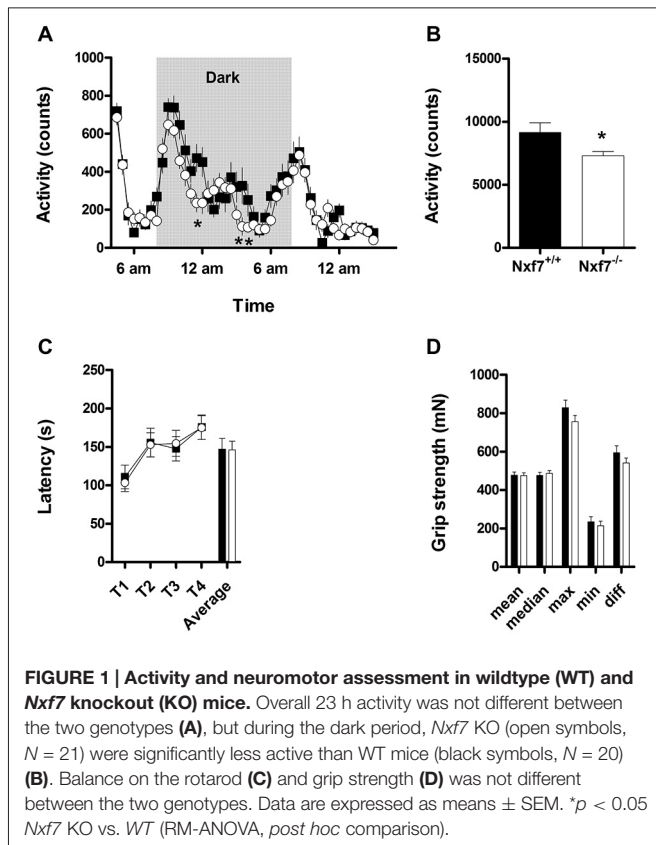 A
B
1000
800
600
400
200
0
Activity (counts)
Dark
*
**
6 am 12 am 6 am 12 am
Time
15000
10000
5000
0
Activity (counts)
*
Nxf7+/+ Nxf7-/-
C
D
250
200
150
100
50
0
Latency (s)
T1 T2 T3 T4 Average
1000
800
600
400
200
0
Grip strength (mN)
mean median max min diff
FIGURE 1 | Activity and neuromotor assessment in wildtype (WT) and
Nxf7 knockout (KO) mice. Overall 23 h activity was not different between
the two genotypes (A), but during the dark period, Nxf7 KO (open symbols,
N = 21) were significantly less active than WT mice (black symbols, N = 20)
(B). Balance on the rotarod (C) and grip strength (D) was not different
between the two genotypes. Data are expressed as means ± SEM. *p < 0.05
Nxf7 KO vs. WT (RM-ANOVA, post hoc comparison).